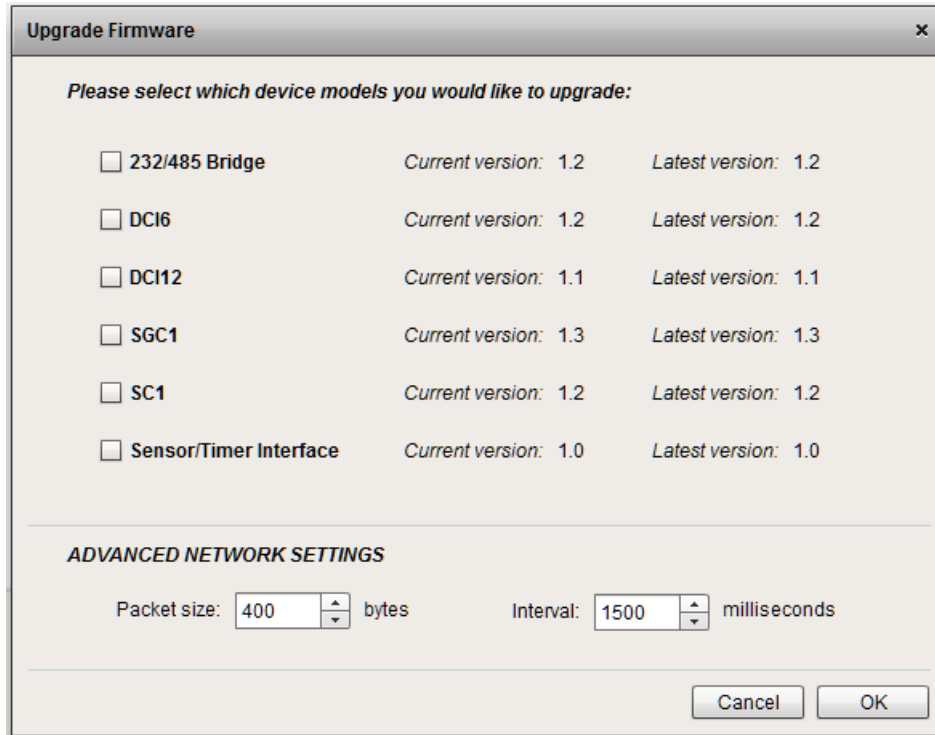 Upgrade Firmware ×
Please select which device models you would like to upgrade:
232/485 Bridge Current version: 1.2 Latest version: 1.2
DCI6 Current version: 1.2 Latest version: 1.2
DCI12 Current version: 1.1 Latest version: 1.1
SGC1 Current version: 1.3 Latest version: 1.3
SC1 Current version: 1.2 Latest version: 1.2
Sensor/Timer Interface Current version: 1.0 Latest version: 1.0
ADVANCED NETWORK SETTINGS
Packet size: 400 bytes Interval: 1500 milliseconds
Cancel OK